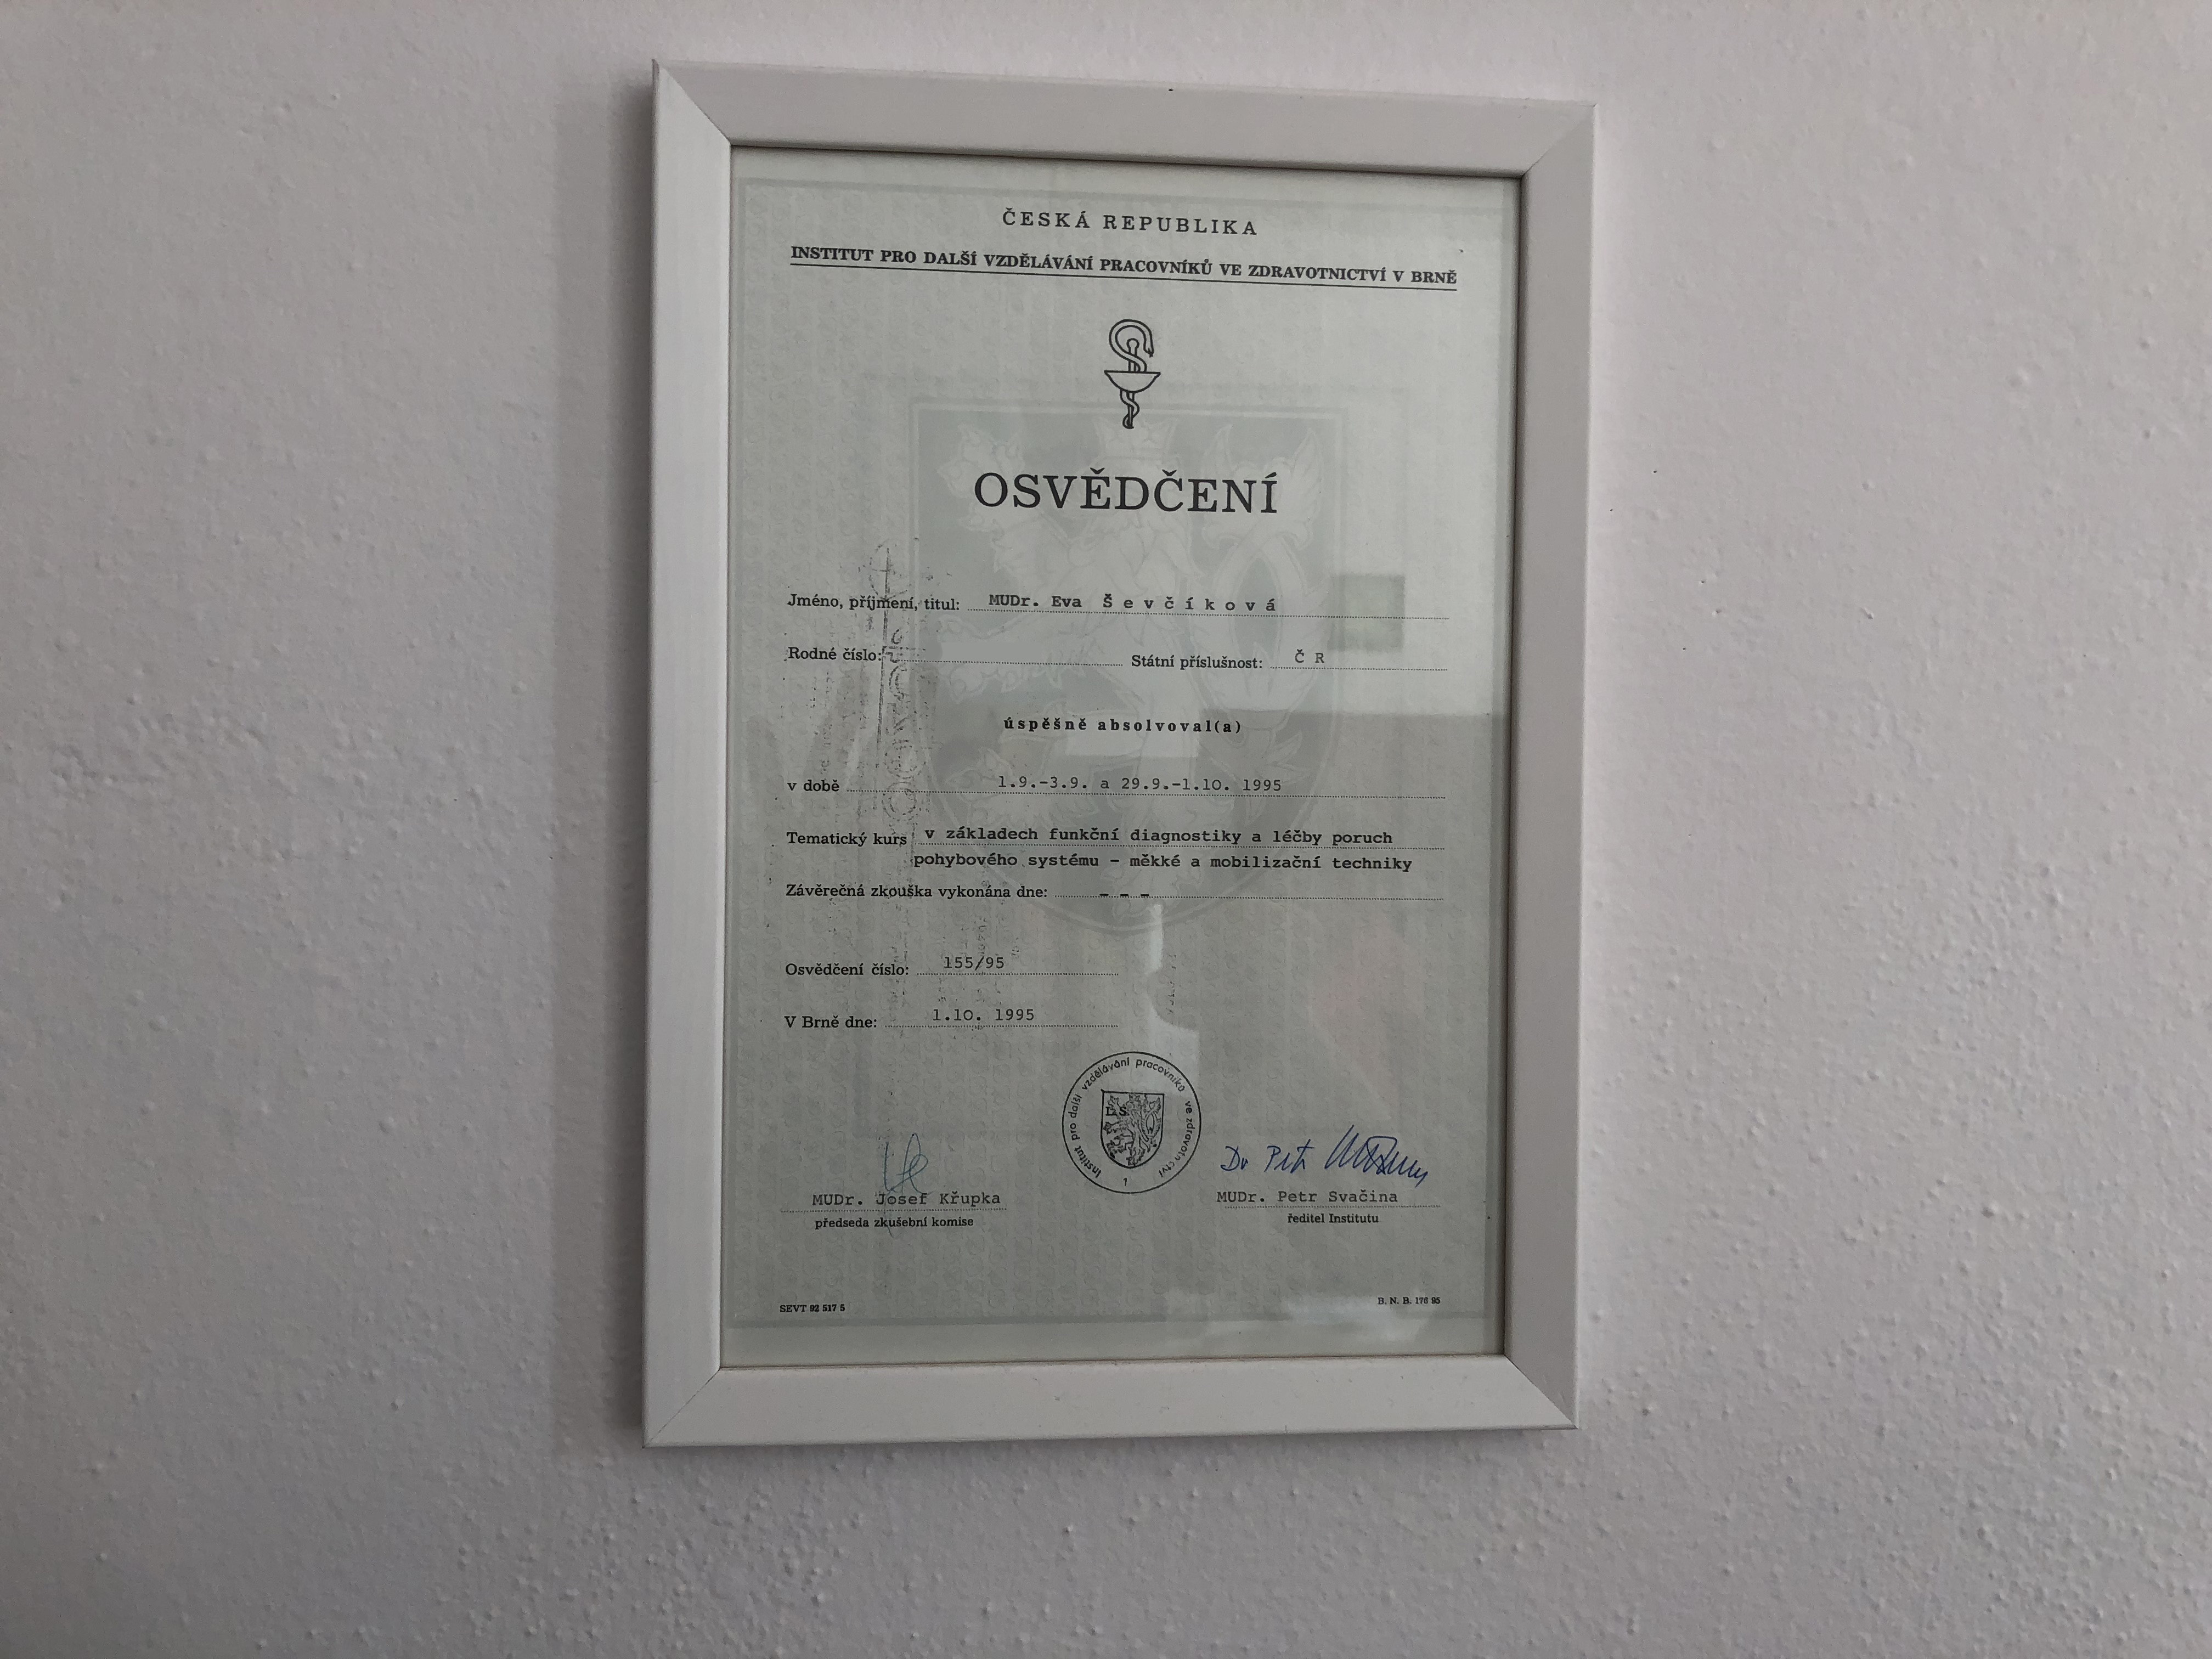 ČESKÁ REPUBLIKA
INSTITUT PRO DALŠÍ VZDĚLÁVÁNÍ PRACOVNÍKŮ VE ZDRAVOTNICTVÍ V BRNĚ
OSVĚDČENÍ
Jméno, příjmení, titul: MUDr. Eva Ševčíková
Rodné číslo: Státní příslušnost: ČR
úspěšně absolvoval(a)
v době 1.9.-3.9. a 29.9.-1.10. 1995
Tematický kurs v základech funkční diagnostiky a léčby poruch
pohybového systému - měkké a mobilizační techniky
Závěrečná zkouška vykonána dne: - - -
Osvědčení číslo: 155/95
V Brně dne: 1.10. 1995
Institut pro další vzdělávání pracovníků ve zdravotnictví
L. S.
1
Dr Petr
MUDr. Josef Křupka MUDr. Petr Svačina
předseda zkušební komise ředitel Institutu
SEVT 92 517 5 B. N. B. 176 95